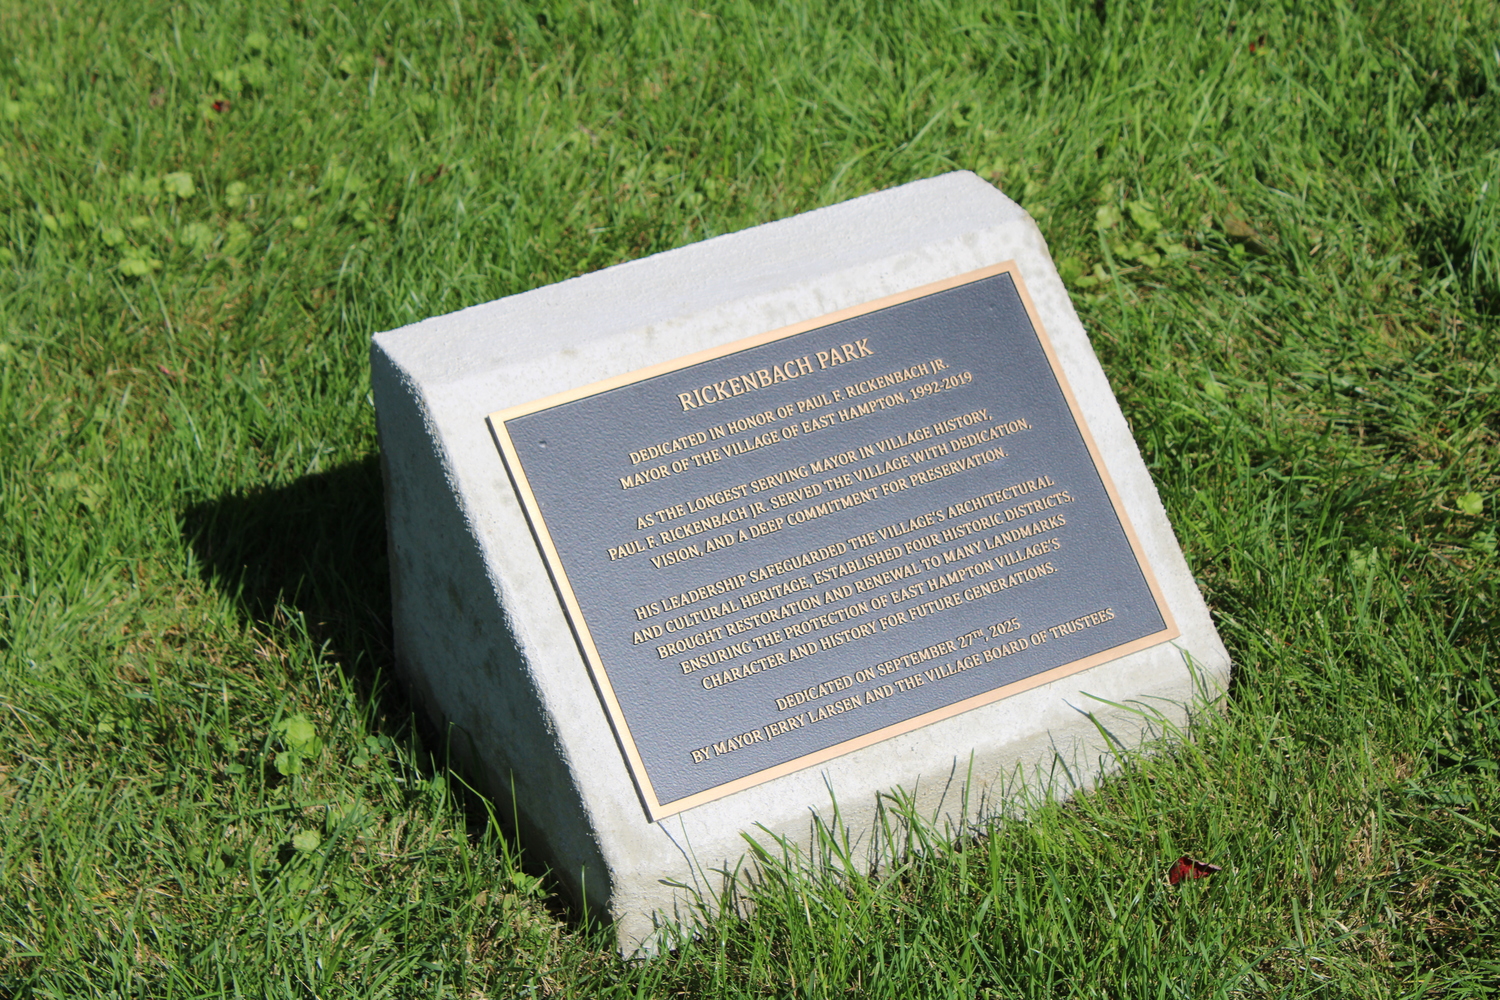 RICKENBACH PARK
DEDICATED IN HONOR OF PAUL F. RICKENBACH JR.
MAYOR OF THE VILLAGE OF EAST HAMPTON, 1992-2019
AS THE LONGEST SERVING MAYOR IN VILLAGE HISTORY,
PAUL F. RICKENBACH JR. SERVED THE VILLAGE WITH DEDICATION,
VISION, AND A DEEP COMMITMENT FOR PRESERVATION.
HIS LEADERSHIP SAFEGUARDED THE VILLAGE'S ARCHITECTURAL
AND CULTURAL HERITAGE, ESTABLISHED FOUR HISTORIC DISTRICTS,
BROUGHT RESTORATION AND RENEWAL TO MANY LANDMARKS
ENSURING THE PROTECTION OF EAST HAMPTON VILLAGE'S
CHARACTER AND HISTORY FOR FUTURE GENERATIONS.
DEDICATED ON SEPTEMBER 27TH, 2025
BY MAYOR JERRY LARSEN AND THE VILLAGE BOARD OF TRUSTEES